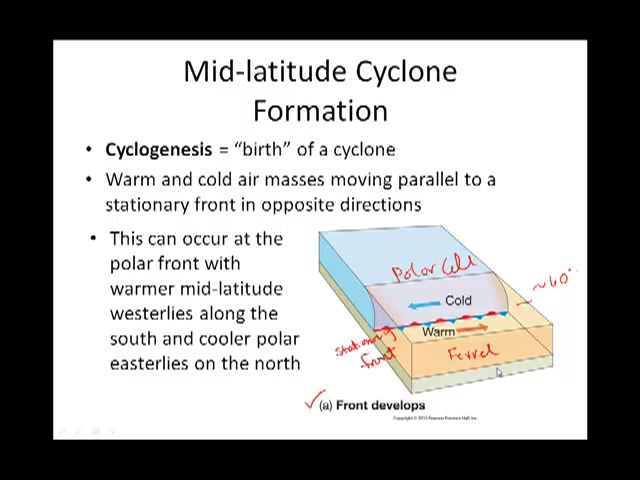 Mid-latitude Cyclone
Formation
• Cyclogenesis = “birth” of a cyclone
• Warm and cold air masses moving parallel to a
stationary front in opposite directions
• This can occur at the
polar front with
warmer mid-latitude
westerlies along the
south and cooler polar
easterlies on the north
Polar Cell
~60°
Cold
Warm
Stationary
front
Ferrel
(a) Front develops
Copyright © 2010 Pearson Prentice Hall, Inc.